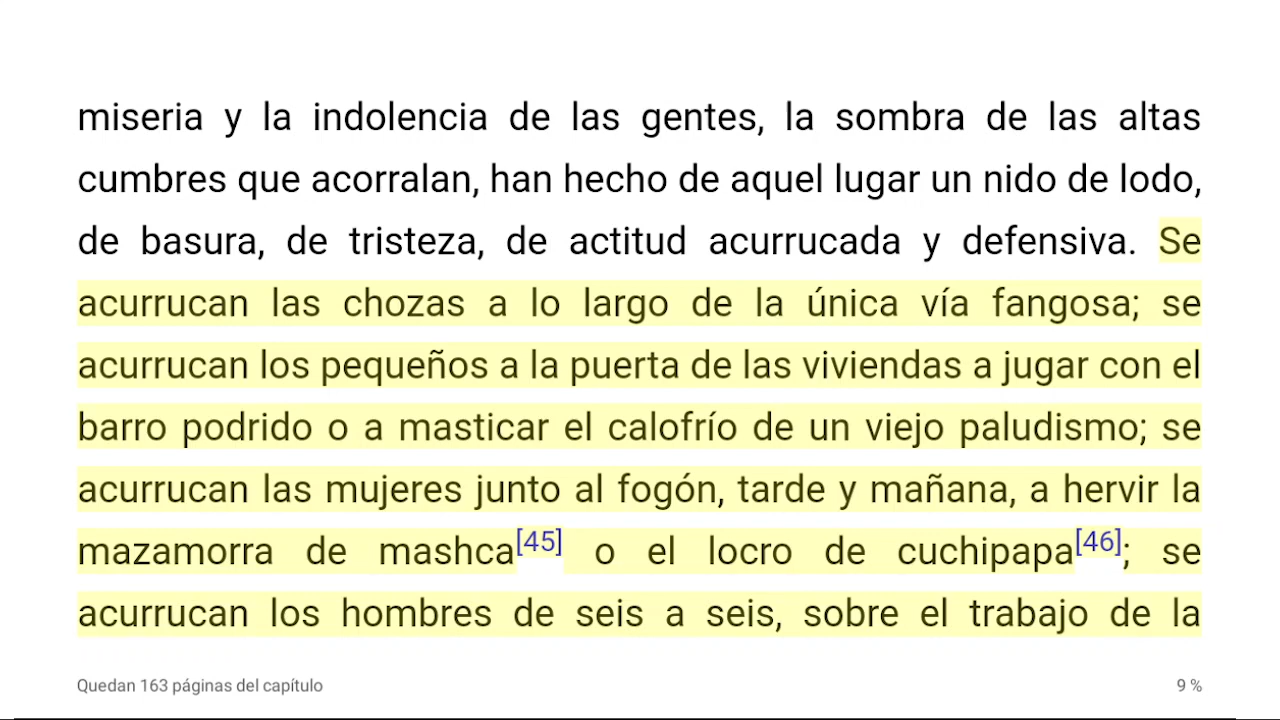 miseria y la indolencia de las gentes, la sombra de las altas
cumbres que acorralan, han hecho de aquel lugar un nido de lodo,
de basura, de tristeza, de actitud acurrucada y defensiva. Se
acurrucan las chozas a lo largo de la única vía fangosa; se
acurrucan los pequeños a la puerta de las viviendas a jugar con el
barro podrido o a masticar el calofrío de un viejo paludismo; se
acurrucan las mujeres junto al fogón, tarde y mañana, a hervir la
mazamorra de mashca[45] o el locro de cuchipapa[46]; se
acurrucan los hombres de seis a seis, sobre el trabajo de la
Quedan 163 páginas del capítulo 9 %